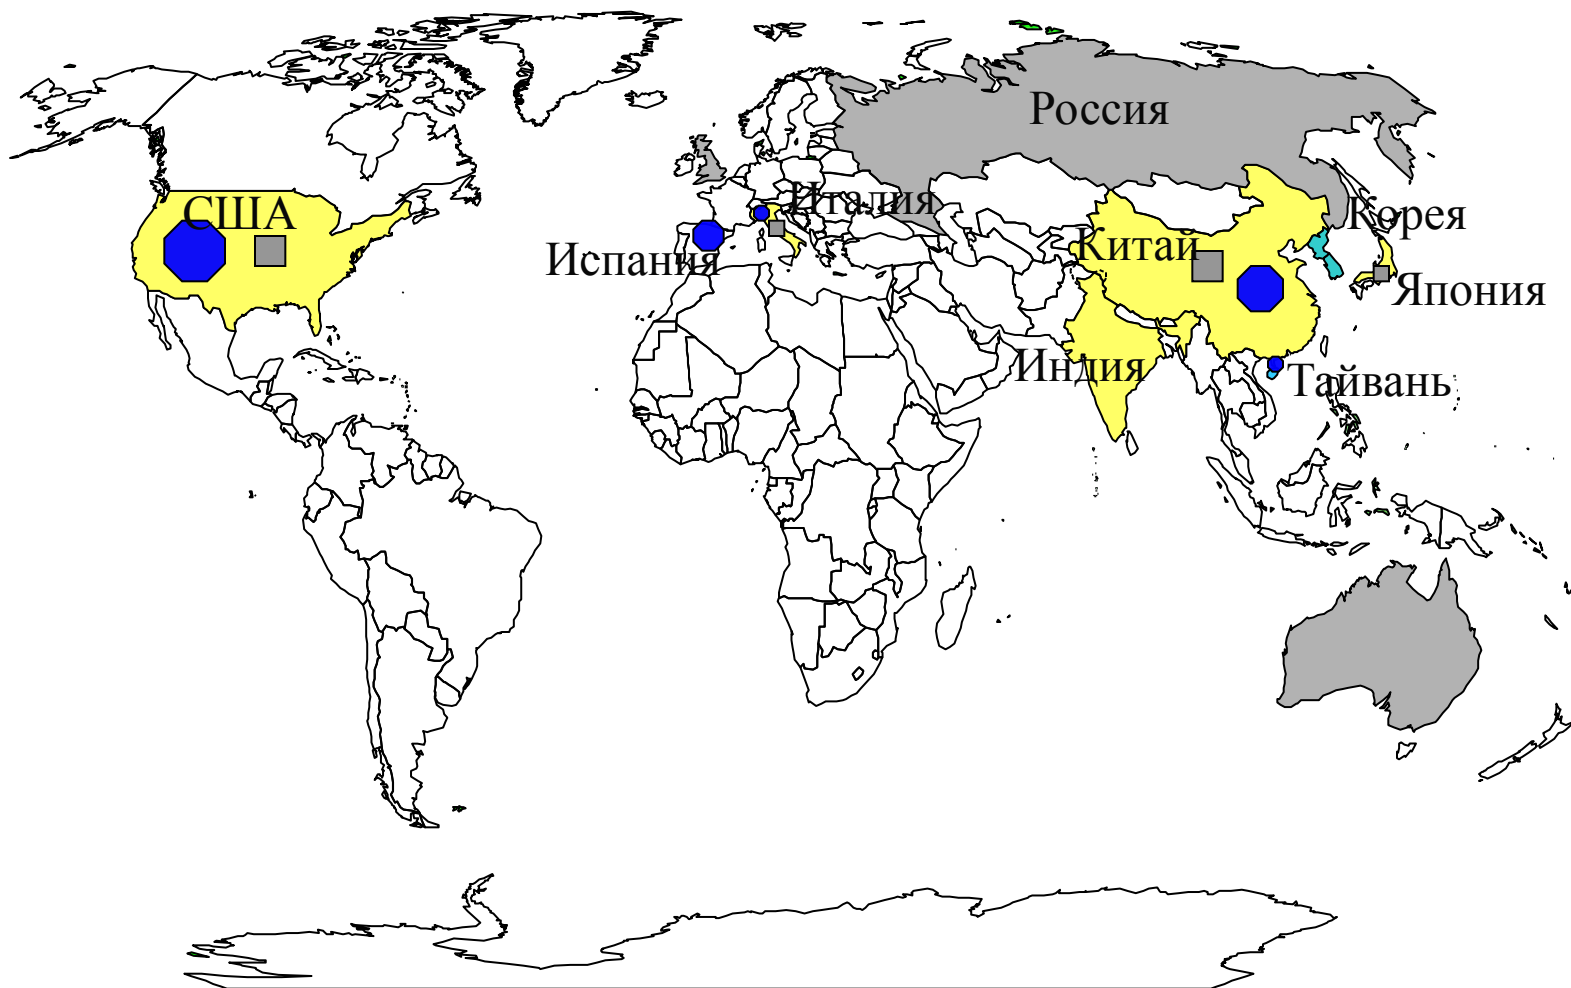 Россия
США
Италия
Корея
Китай
Испания
Япония
Индия
Тайвань